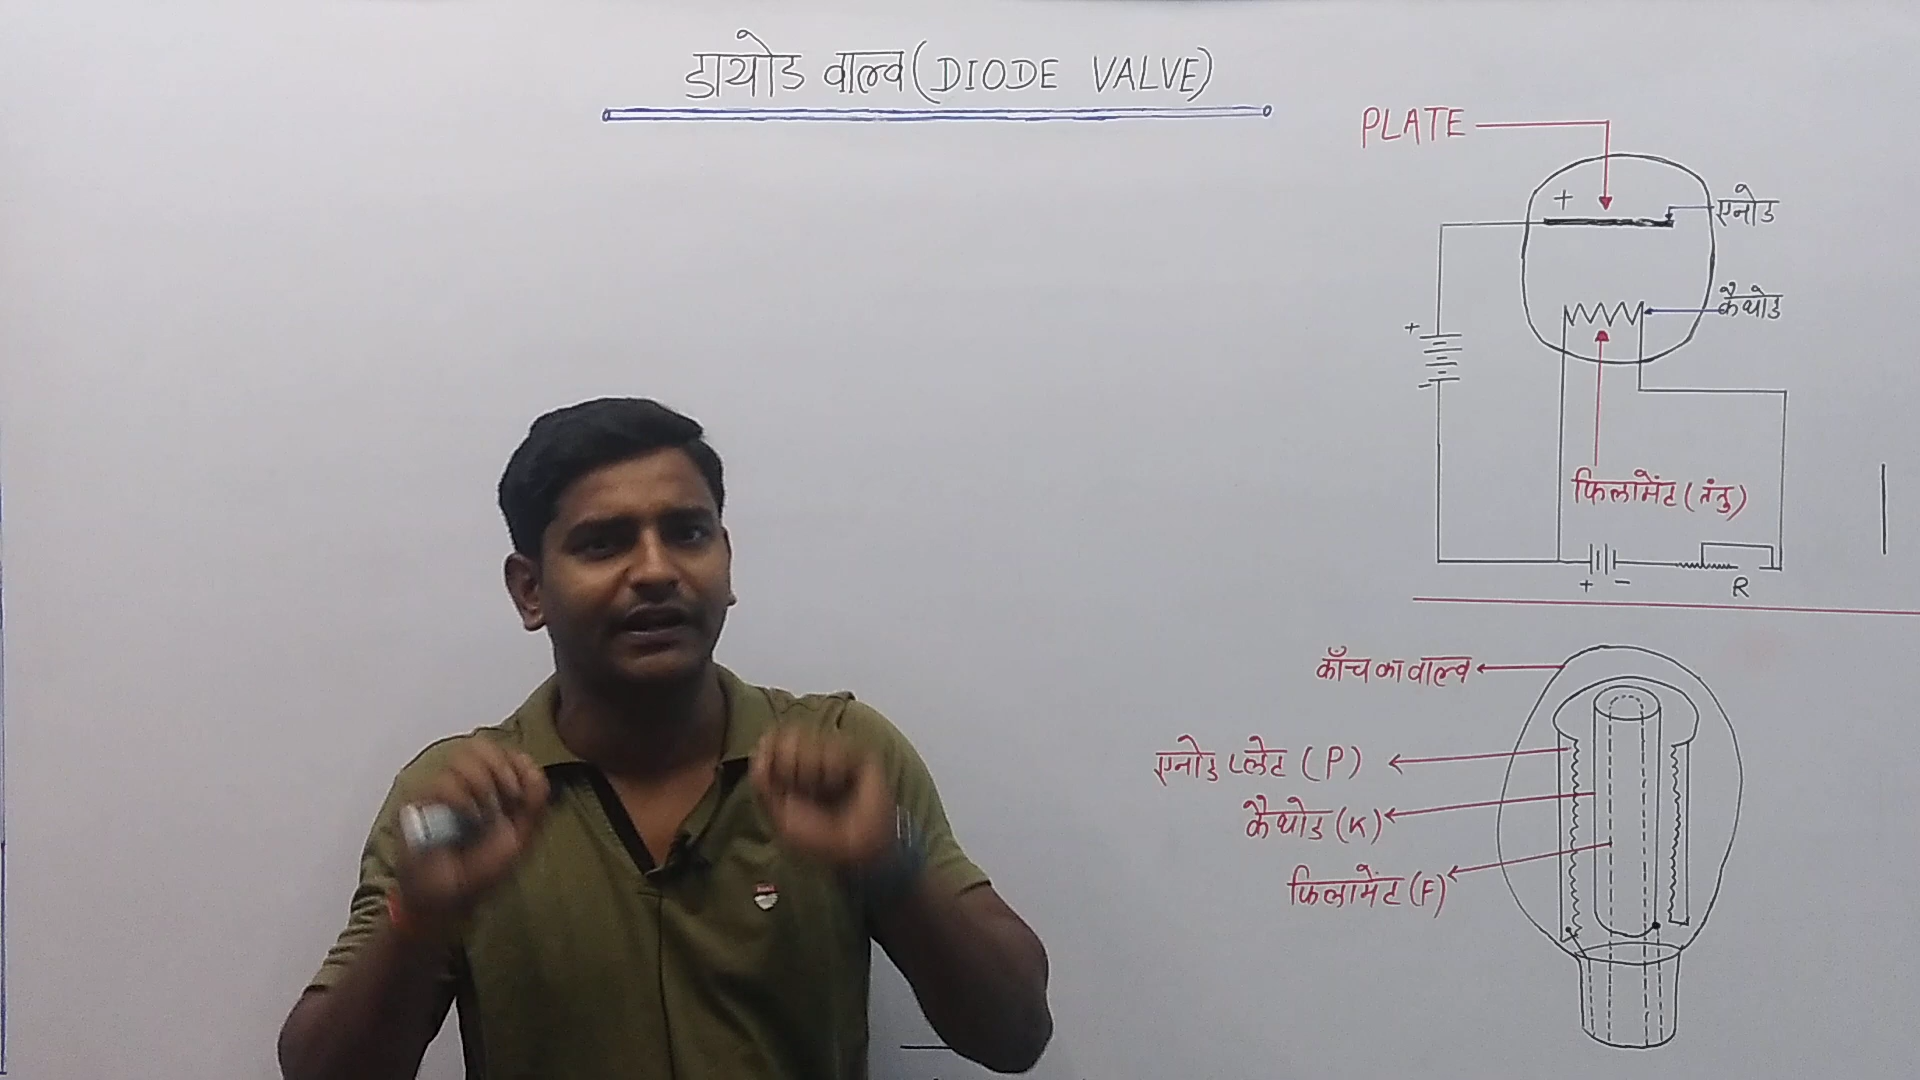 डायोड वाल्व (DIODE VALVE)
PLATE
+
एनोड
कैथोड
+
-
फिलामेंट (तंतु)
+ -
R
काँच का वाल्व
एनोड प्लेट (P)
कैथोड (K)
फिलामेंट (F)